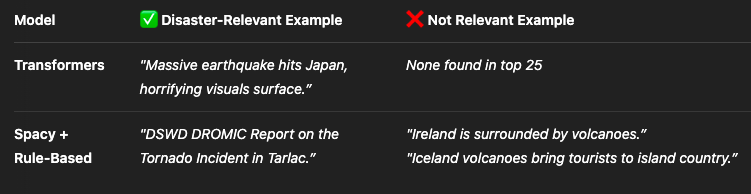 Model ✅ Disaster-Relevant Example ❌ Not Relevant Example
Transformers "Massive earthquake hits Japan, None found in top 25
horrifying visuals surface.”
Spacy + "DSWD DROMIC Report on the "Ireland is surrounded by volcanoes.”
Rule-Based Tornado Incident in Tarlac.” "Iceland volcanoes bring tourists to island country.”